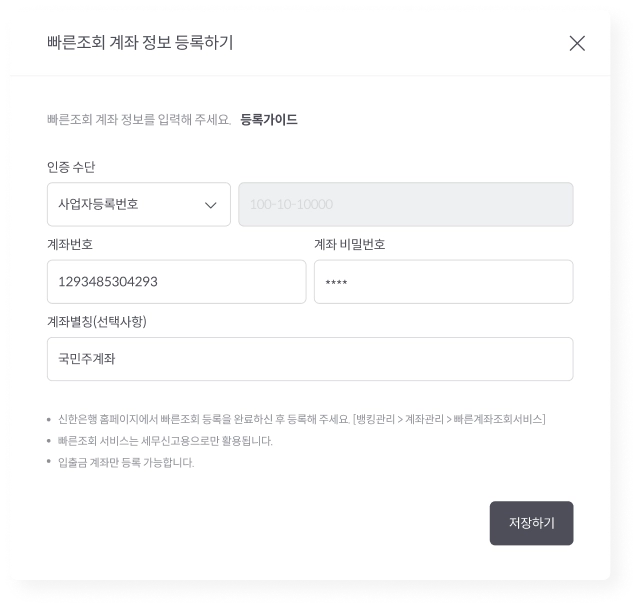 빠른조회 계좌 정보 등록하기
빠른조회 계좌 정보를 입력해 주세요. 등록가이드
인증 수단
사업자등록번호
100-10-10000
계좌번호 계좌 비밀번호
1293485304293 ****
계좌별칭(선택사항)
국민주계좌
• 신한은행 홈페이지에서 빠른조회 등록을 완료하신 후 등록해 주세요. [뱅킹관리 > 계좌관리 > 빠른계좌조회서비스]
• 빠른조회 서비스는 세무신고용으로만 활용됩니다.
• 입출금 계좌만 등록 가능합니다.
저장하기